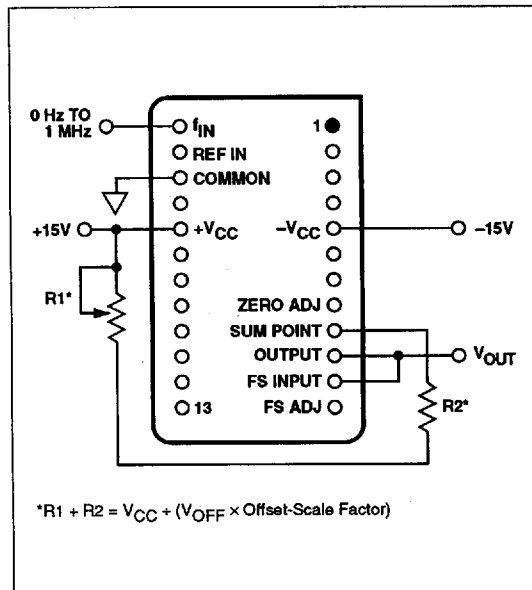 0 Hz TO
1 MHz
fIN
1
REF IN
COMMON
+15V
+VCC
–VCC
–15V
R1*
ZERO ADJ
SUM POINT
OUTPUT
VOUT
FS INPUT
R2*
13
FS ADJ
*R1 + R2 = VCC + (VOFF × Offset-Scale Factor)